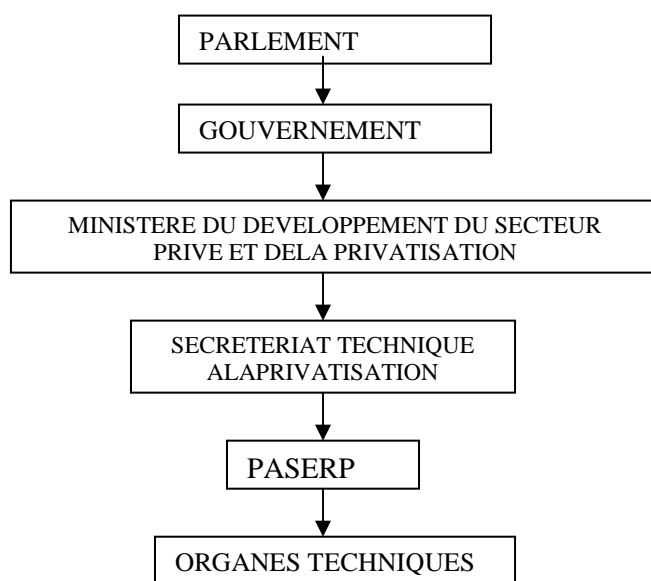 PARLEMENT
GOUVERNEMENT
MINISTERE DU DEVELOPPEMENT DU SECTEUR
PRIVE ET DELA PRIVATISATION
SECRETERIAT TECHNIQUE
ALAPRIVATISATION
PASERP
ORGANES TECHNIQUES